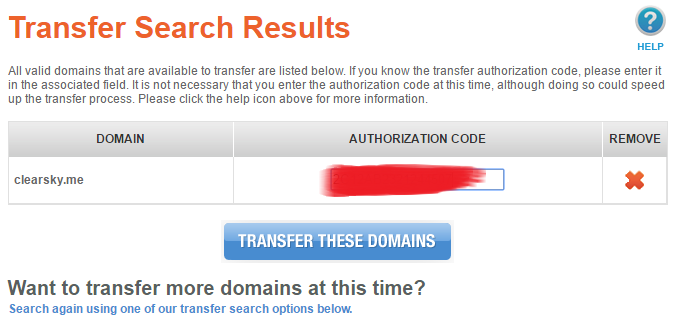 Transfer Search Results
HELP
All valid domains that are available to transfer are listed below. If you know the transfer authorization code, please enter it
in the associated field. It is not necessary that you enter the authorization code at this time, although doing so could speed
up the transfer process. Please click the help icon above for more information.
DOMAIN AUTHORIZATION CODE REMOVE
clearsky.me
TRANSFER THESE DOMAINS
Want to transfer more domains at this time?
Search again using one of our transfer search options below.